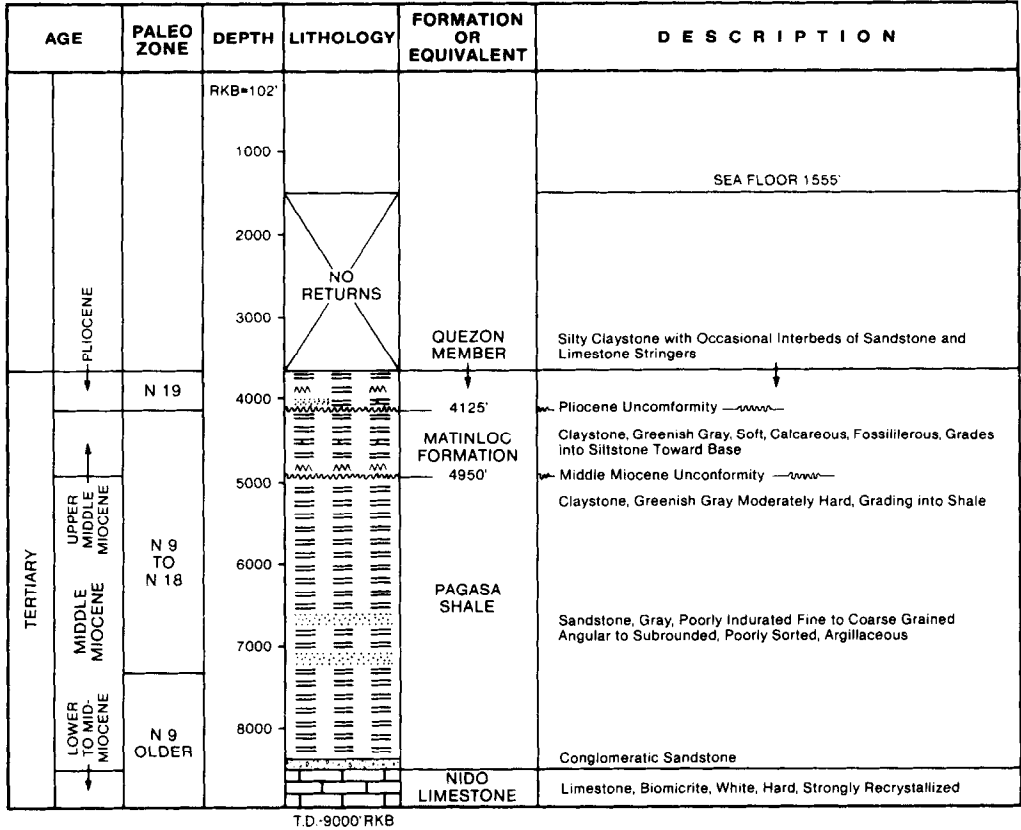 AGE
PALEO
ZONE
DEPTH
LITHOLOGY
FORMATION
OR
EQUIVALENT
DESCRIPTION
RKB=102'
1000
SEA FLOOR 1555'
2000
NO
RETURNS
3000
PLIOCENE
QUEZON
MEMBER
Silty Claystone with Occasional Interbeds of Sandstone and
Limestone Stringers
N 19
4000
4125'
Pliocene Uncomformity
MATINLOC
FORMATION
Claystone, Greenish Gray, Soft, Calcareous, Fossililerous, Grades
into Siltstone Toward Base
4950'
Middle Miocene Unconformity
5000
Claystone, Greenish Gray Moderately Hard, Grading into Shale
TERTIARY
UPPER
MIDDLE
MIOCENE
N 9
TO
N 18
6000
PAGASA
SHALE
MIDDLE
MIOCENE
Sandstone, Gray, Poorly Indurated Fine to Coarse Grained
Angular to Subrounded, Poorly Sorted, Argillaceous
7000
LOWER
TO MID-
MIOCENE
N 9
OLDER
8000
Conglomeratic Sandstone
NIDO
LIMESTONE
Limestone, Biomicrite, White, Hard, Strongly Recrystallized
T.D.-9000'RKB